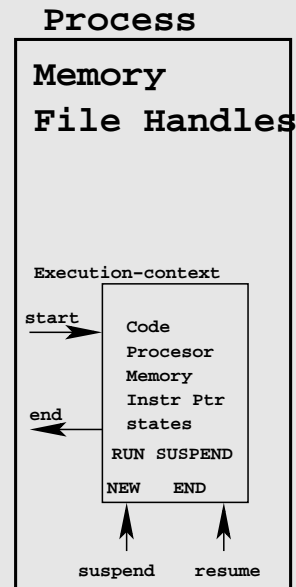 Process
Memory
File Handles
Execution-context
start
Code
Procesor
Memory
Instr Ptr
end
states
RUN SUSPEND
NEW END
suspend resume